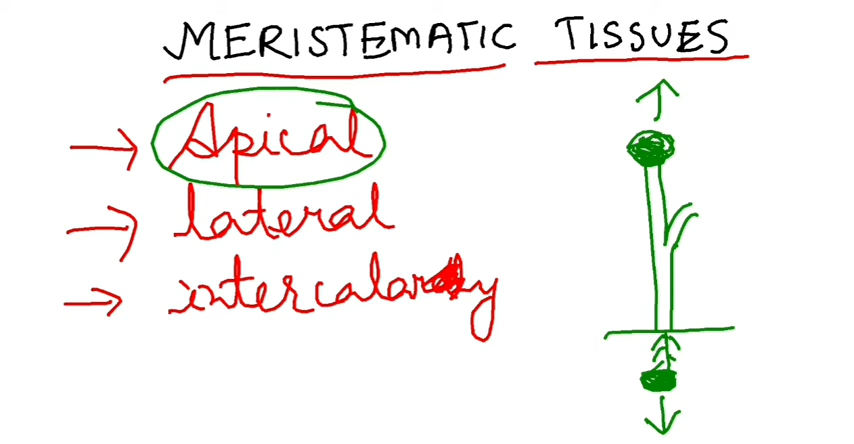 MERISTEMATIC TISSUES
Apical
lateral
intercalary